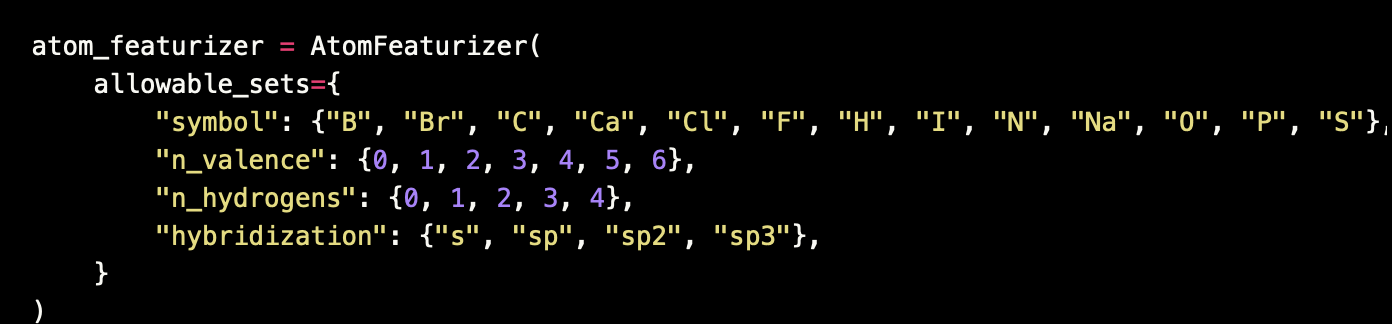 atom_featurizer = AtomFeaturizer(
    allowable_sets={
        "symbol": {"B", "Br", "C", "Ca", "Cl", "F", "H", "I", "N", "Na", "O", "P", "S"},
        "n_valence": {0, 1, 2, 3, 4, 5, 6},
        "n_hydrogens": {0, 1, 2, 3, 4},
        "hybridization": {"s", "sp", "sp2", "sp3"},
    }
)